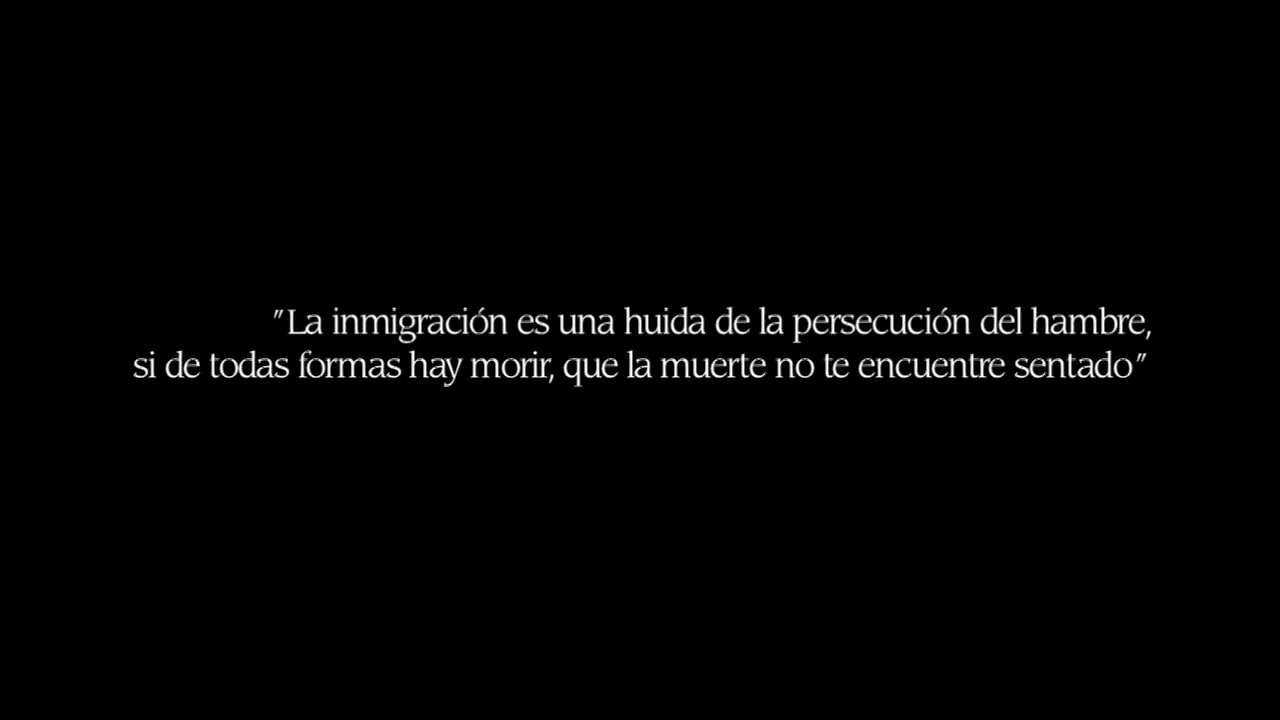 "La inmigración es una huida de la persecución del hambre,
si de todas formas hay morir, que la muerte no te encuentre sentado"